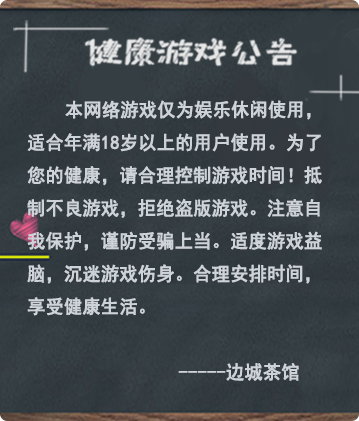 健康游戏公告
本网络游戏仅为娱乐休闲使用，
适合年满18岁以上的用户使用。为了
您的健康，请合理控制游戏时间！抵
制不良游戏，拒绝盗版游戏。注意自
我保护，谨防受骗上当。适度游戏益
脑，沉迷游戏伤身。合理安排时间，
享受健康生活。
-----边城茶馆